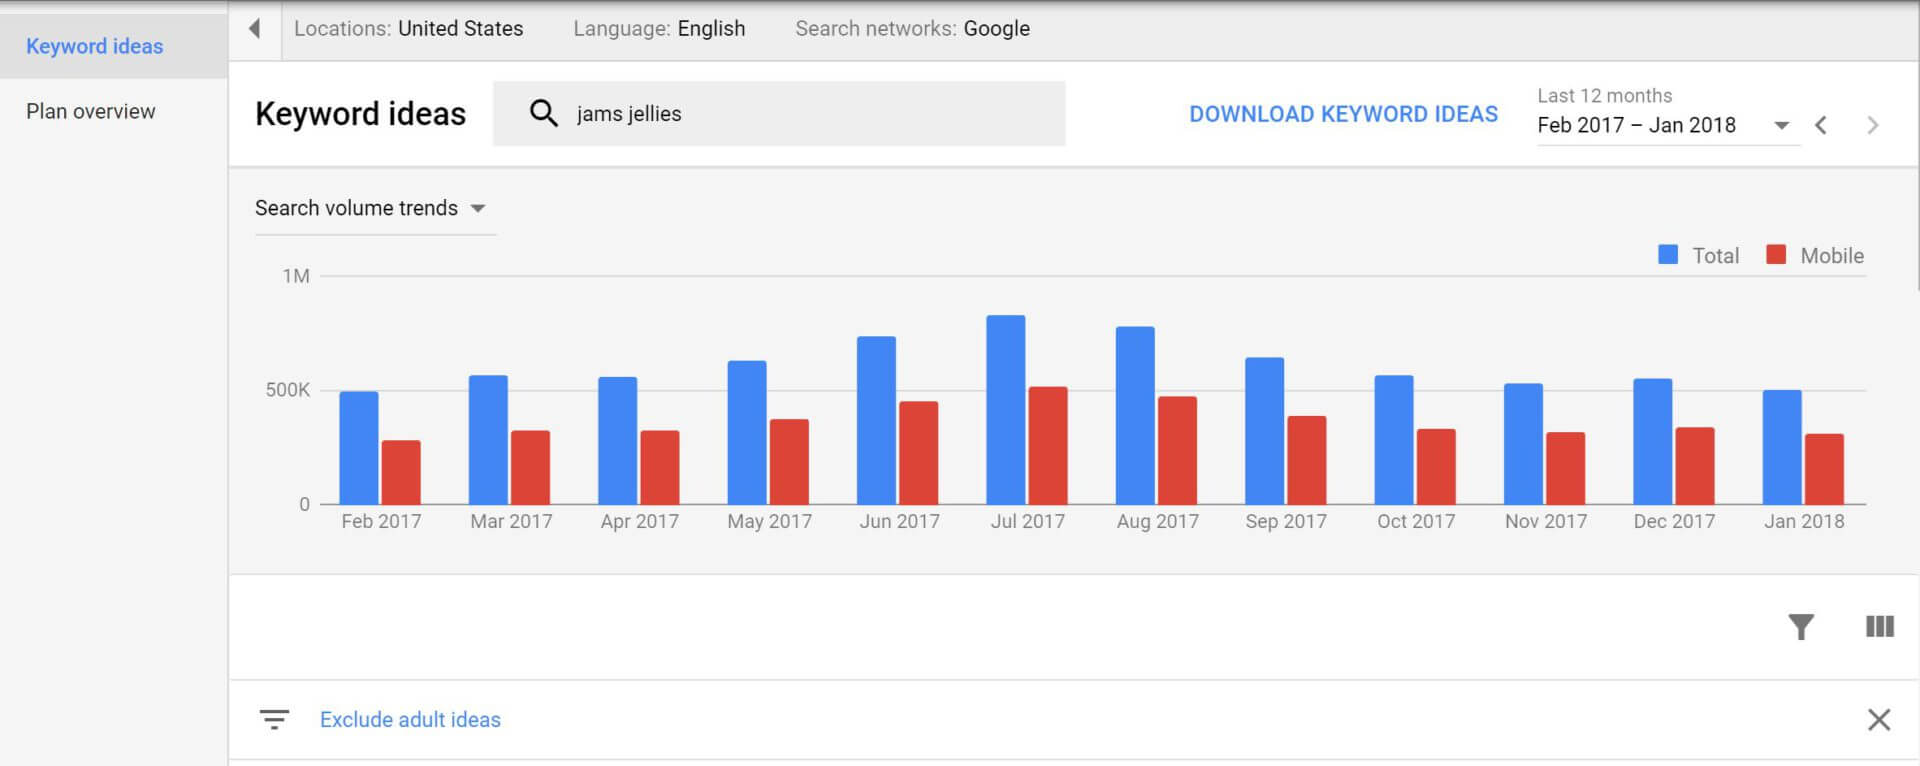 Keyword ideas
Plan overview
Locations: United States Language: English Search networks: Google
Keyword ideas
jams jellies
DOWNLOAD KEYWORD IDEAS
Last 12 months
Feb 2017 – Jan 2018
Search volume trends
Total Mobile
1M
500K
0
Feb 2017 Mar 2017 Apr 2017 May 2017 Jun 2017 Jul 2017 Aug 2017 Sep 2017 Oct 2017 Nov 2017 Dec 2017 Jan 2018
Exclude adult ideas